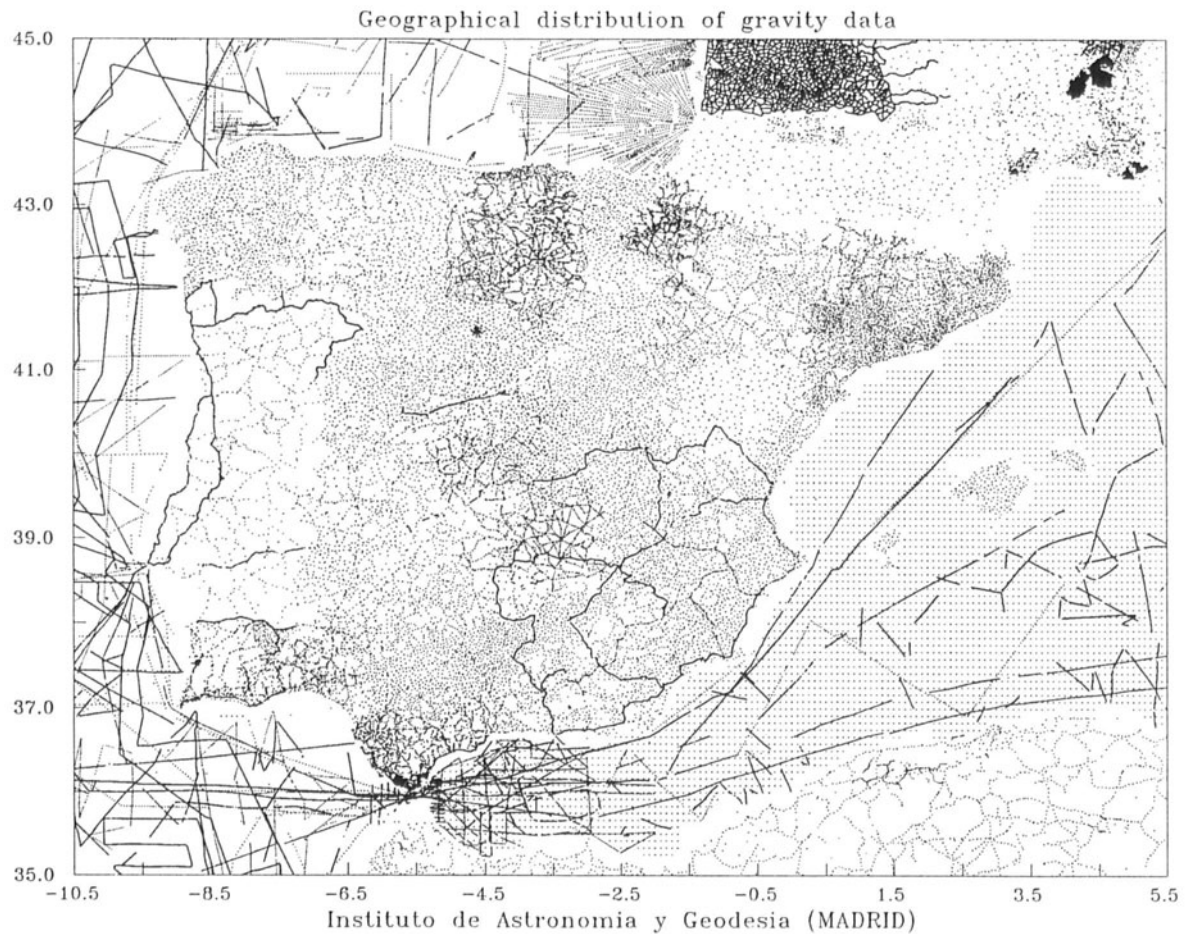 Geographical distribution of gravity data
45.0
43.0
41.0
39.0
37.0
35.0
-10.5 -8.5 -6.5 -4.5 -2.5 -0.5 1.5 3.5 5.5
Instituto de Astronomia y Geodesia (MADRID)